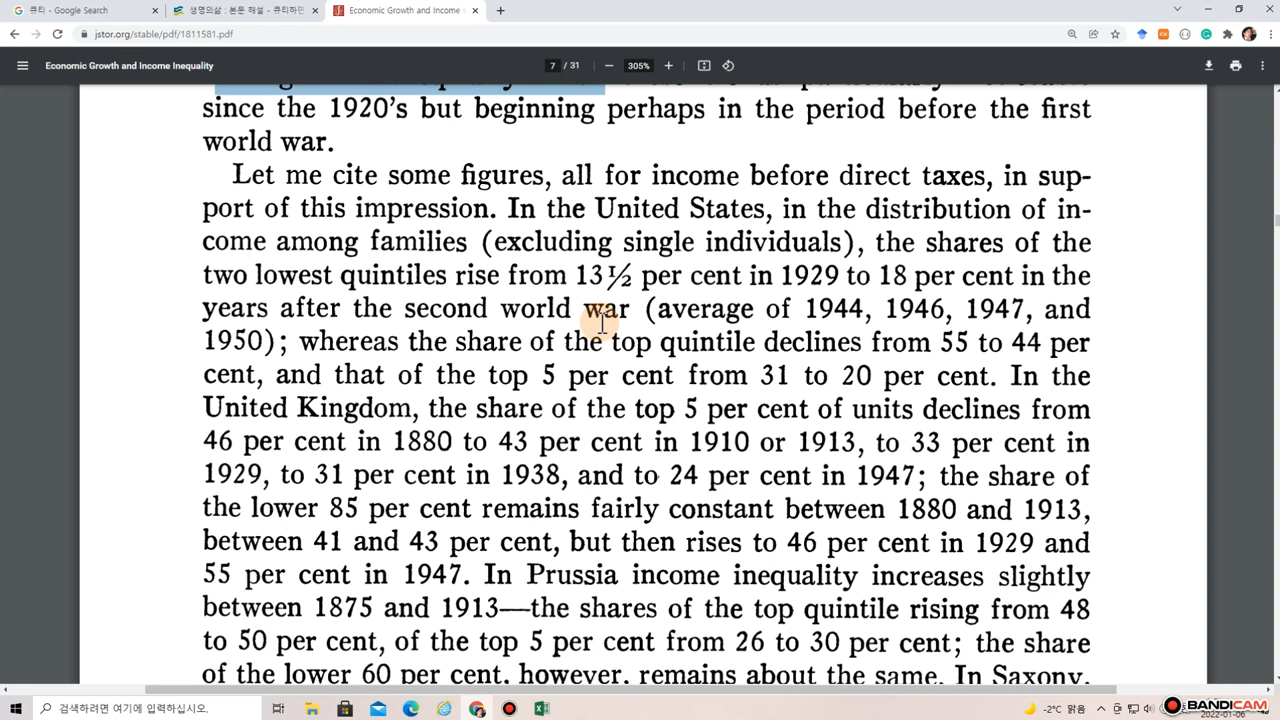 큐티 - Google Search
생명의삶 : 본문 해설 - 큐티하면
Economic Growth and Income I
jstor.org/stable/pdf/1811581.pdf
Economic Growth and Income Inequality
7 / 31
305%
since the 1920's but beginning perhaps in the period before the first
world war.
Let me cite some figures, all for income before direct taxes, in sup-
port of this impression. In the United States, in the distribution of in-
come among families (excluding single individuals), the shares of the
two lowest quintiles rise from 13½ per cent in 1929 to 18 per cent in the
years after the second world war (average of 1944, 1946, 1947, and
1950); whereas the share of the top quintile declines from 55 to 44 per
cent, and that of the top 5 per cent from 31 to 20 per cent. In the
United Kingdom, the share of the top 5 per cent of units declines from
46 per cent in 1880 to 43 per cent in 1910 or 1913, to 33 per cent in
1929, to 31 per cent in 1938, and to 24 per cent in 1947; the share of
the lower 85 per cent remains fairly constant between 1880 and 1913,
between 41 and 43 per cent, but then rises to 46 per cent in 1929 and
55 per cent in 1947. In Prussia income inequality increases slightly
between 1875 and 1913—the shares of the top quintile rising from 48
to 50 per cent, of the top 5 per cent from 26 to 30 per cent; the share
of the lower 60 per cent, however, remains about the same. In Saxony,
검색하려면 여기에 입력하십시오.
-2°C 맑음
BANDICAM
2022-01-06